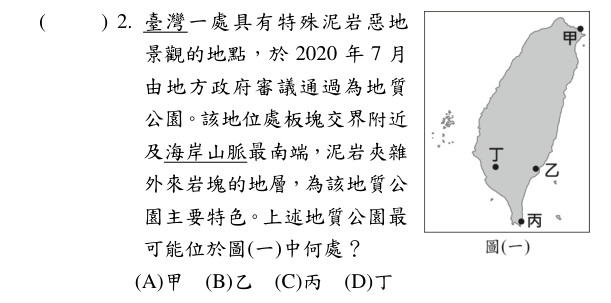 (　　) 2. 臺灣一處具有特殊泥岩惡地
景觀的地點，於 2020 年 7 月
由地方政府審議通過為地質
公園。該地位處板塊交界附近
及海岸山脈最南端，泥岩夾雜
外來岩塊的地層，為該地質公
園主要特色。上述地質公園最
可能位於圖(一)中何處？
(A)甲　(B)乙　(C)丙　(D)丁
甲
丁
乙
丙
圖(一)